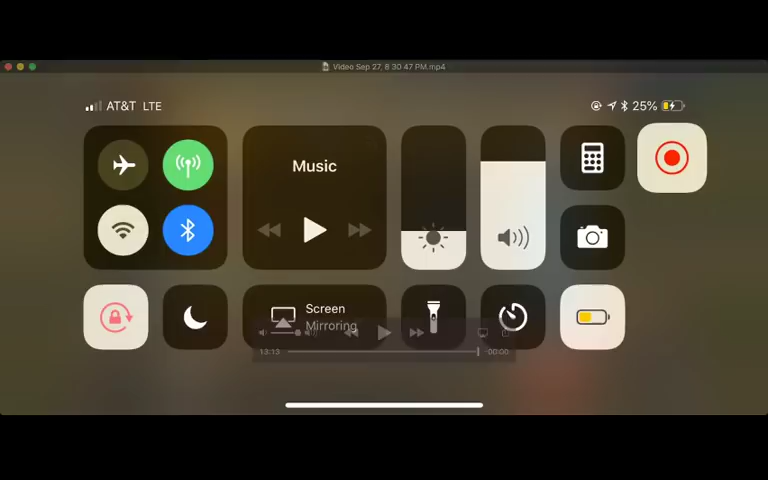 Video Sep 27, 8 30 47 PM.mp4
AT&T LTE
25%
Music
Screen
Mirroring
13:13
-00:00